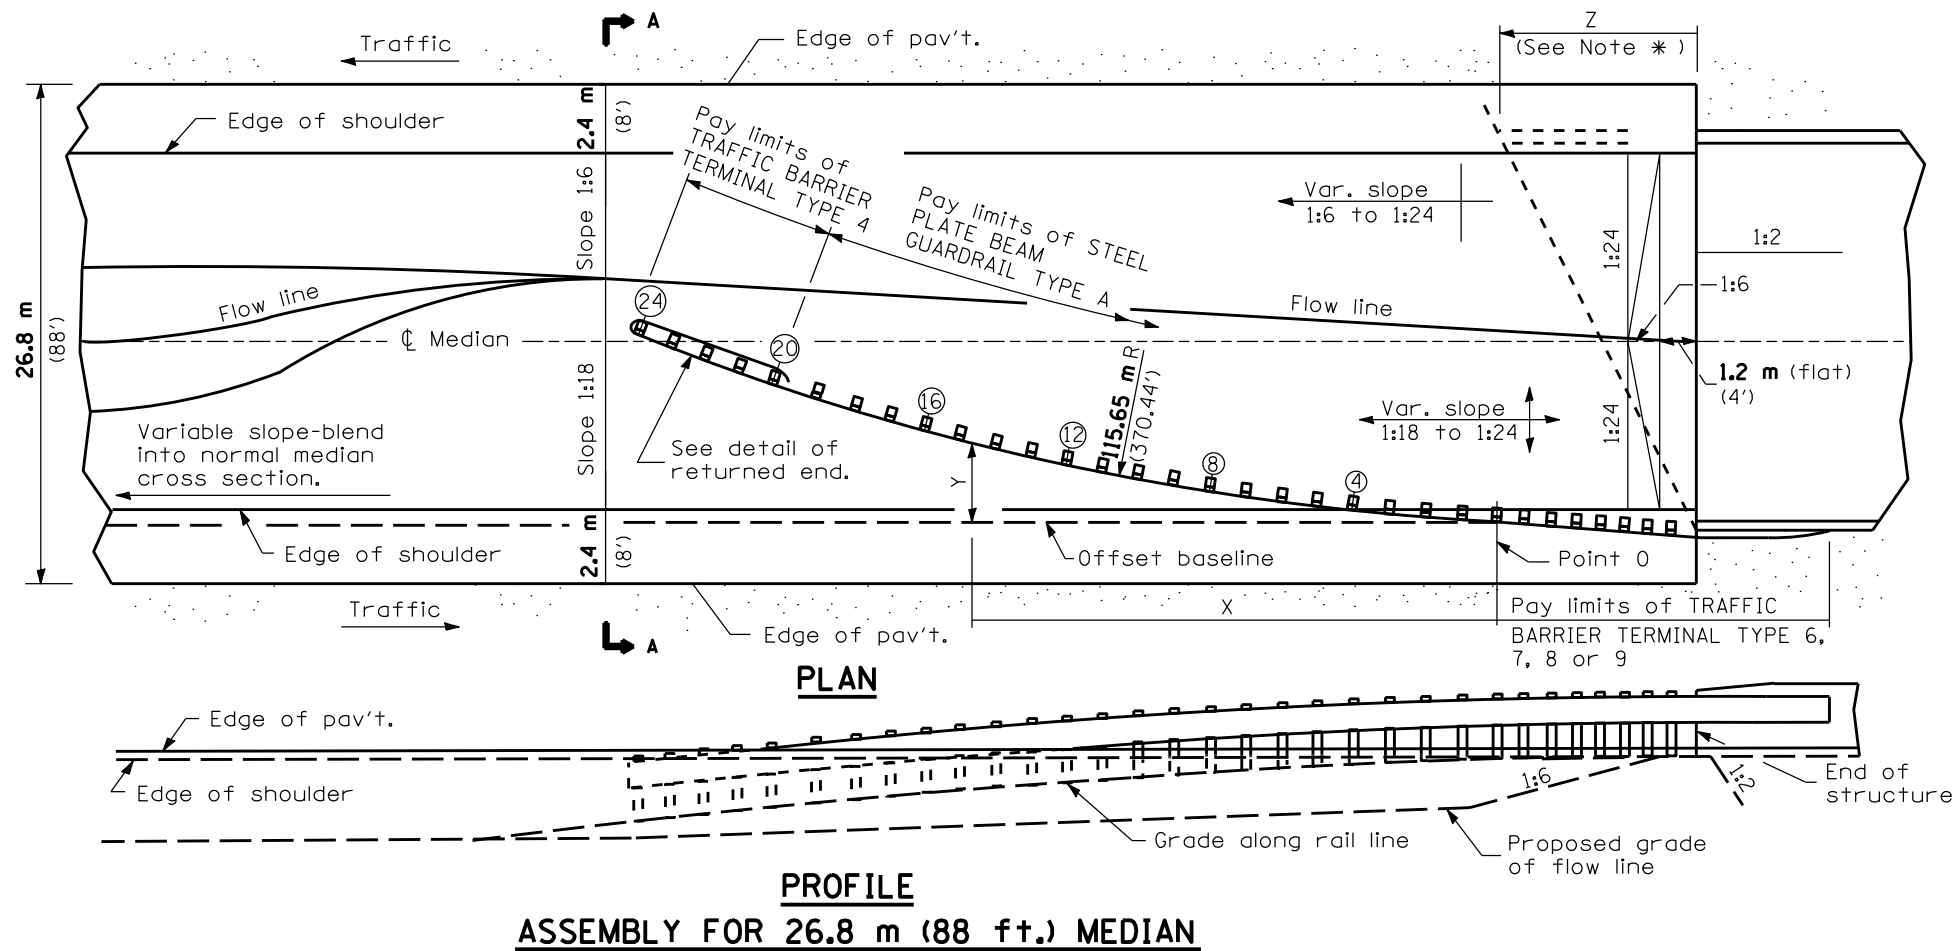 A
Z
(See Note *)
Traffic
Edge of pav't.
Edge of shoulder
2.4 m
(8')
Pay limits of
TRAFFIC BARRIER
TERMINAL TYPE 4
Pay limits of STEEL
PLATE BEAM
GUARDRAIL TYPE A
Slope 1:6
Var. slope
1:6 to 1:24
1:24
1:2
1:6
26.8 m
(88')
Flow line
24
Flow line
℄ Median
20
1.2 m (flat)
(4')
115.65 m R
(370.44')
Slope 1:18
16
12
8
4
Var. slope
1:18 to 1:24
1:24
Variable slope-blend
into normal median
cross section.
See detail of
returned end.
Y
Edge of shoulder
2.4 m
(8')
Offset baseline
Point 0
Traffic
X
Edge of pav't.
A
Pay limits of TRAFFIC
BARRIER TERMINAL TYPE 6,
7, 8 or 9
PLAN
Edge of pav't.
Edge of shoulder
1:6
1:2
End of
structure
Grade along rail line
Proposed grade
of flow line
PROFILE
ASSEMBLY FOR 26.8 m (88 ft.) MEDIAN